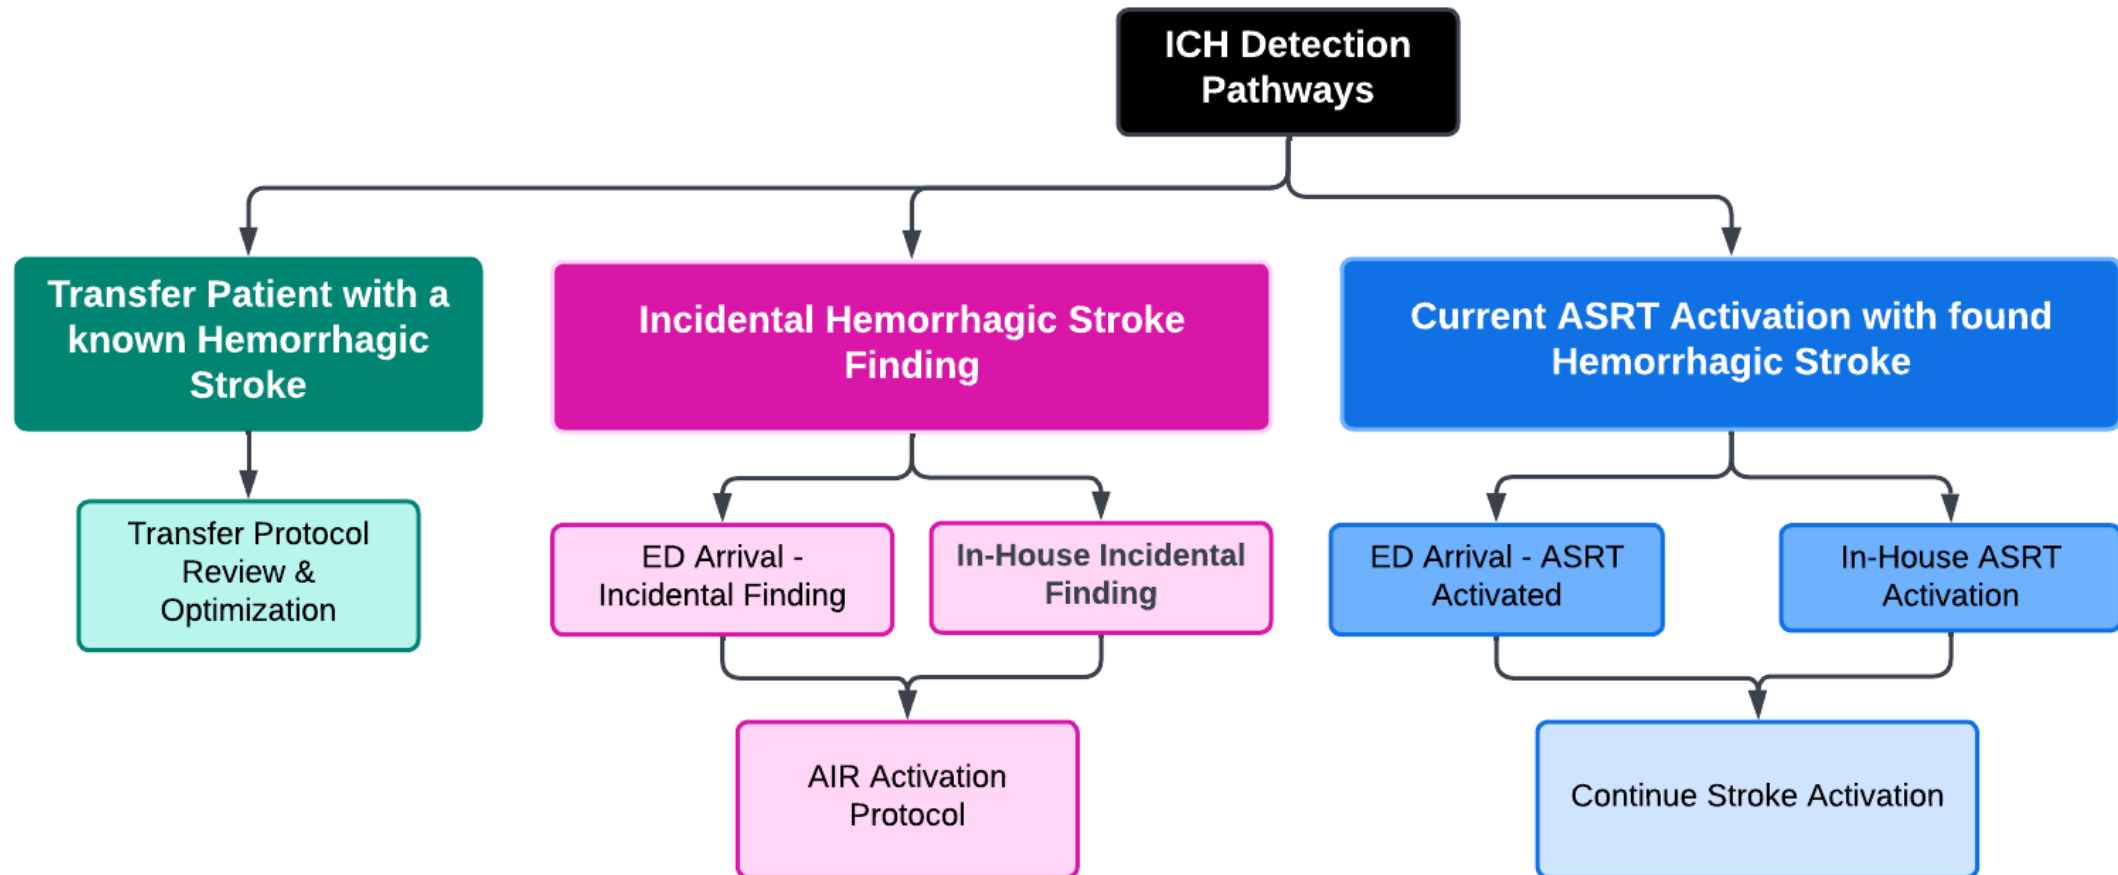 ICH Detection
Pathways
Transfer Patient with a
known Hemorrhagic
Stroke
Incidental Hemorrhagic Stroke
Finding
Current ASRT Activation with found
Hemorrhagic Stroke
Transfer Protocol
Review &
Optimization
ED Arrival -
Incidental Finding
In-House Incidental
Finding
ED Arrival - ASRT
Activated
In-House ASRT
Activation
AIR Activation
Protocol
Continue Stroke Activation